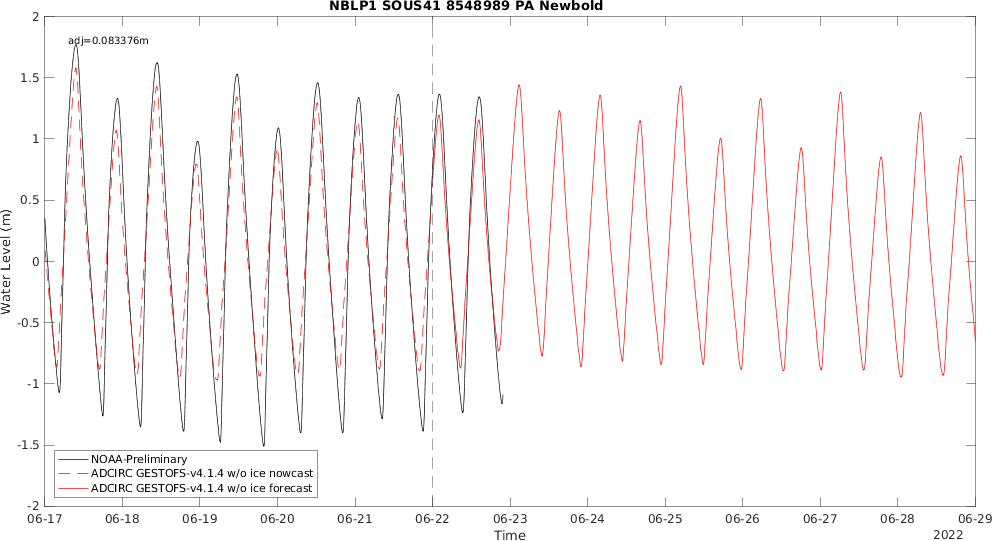 NBLP1 SOUS41 8548989 PA Newbold
adj=0.083376m
2
1.5
1
0.5
0
-0.5
-1
-1.5
-2
Water Level (m)
NOAA-Preliminary
ADCIRC GESTOFS-v4.1.4 w/o ice nowcast
ADCIRC GESTOFS-v4.1.4 w/o ice forecast
06-17 06-18 06-19 06-20 06-21 06-22 06-23 06-24 06-25 06-26 06-27 06-28 06-29
Time
2022